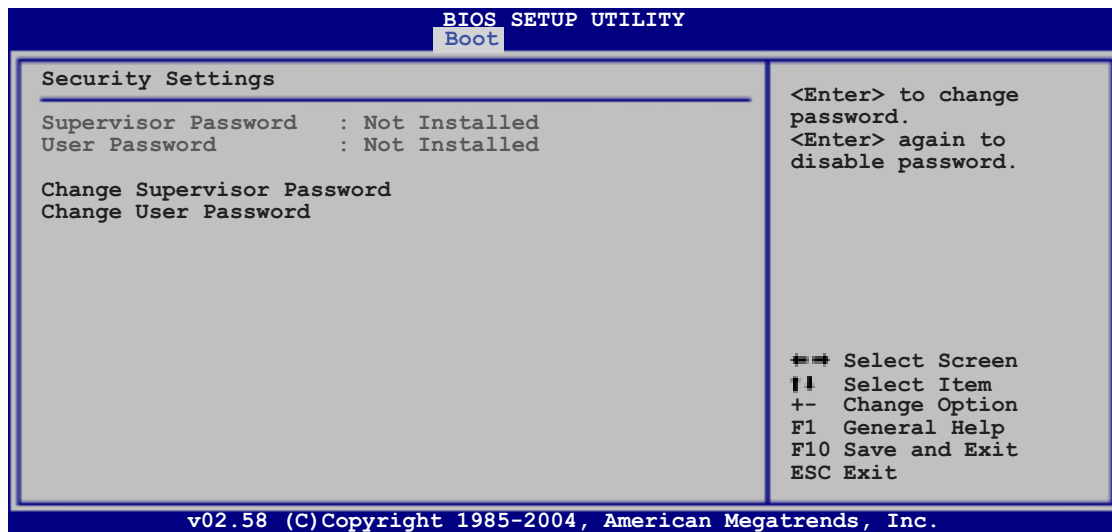 BIOS SETUP UTILITY
Boot
Security Settings
Supervisor Password : Not Installed
User Password : Not Installed
Change Supervisor Password
Change User Password
<Enter> to change
password.
<Enter> again to
disable password.
←→ Select Screen
↑↓ Select Item
+- Change Option
F1 General Help
F10 Save and Exit
ESC Exit
v02.58 (C)Copyright 1985-2004, American Megatrends, Inc.